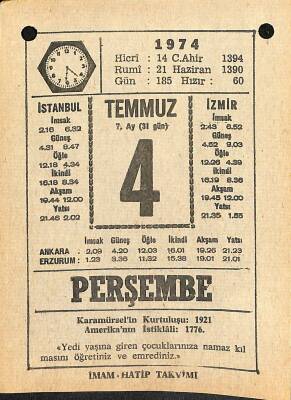 1974
Hicrî : 14 C.Ahir 1394
Rumî : 21 Haziran 1390
Gün : 185 Hızır : 60
İSTANBUL
İmsak
2.16 6.32
Güneş
4.31 8.47
Öğle
12.18 4.34
İkindi
16.18 8.34
Akşam
19.44 12.00
Yatsı
21.46 2.02
TEMMUZ
7. Ay (31 gün)
4
İZMİR
İmsak
2.43 6.52
Güneş
4.52 9.03
Öğle
12.26 4.39
İkindi
16.19 8.36
Akşam
19.45 12.00
Yatsı
21.35 1.55
İmsak Güneş Öğle İkindi Akşam Yatsı
ANKARA : 2.09 4.20 12.03 16.01 19.26 21.23
ERZURUM : 1.23 3.36 11.32 15.38 19.01 21.01
PERŞEMBE
Karamürsel'in Kurtuluşu: 1921
Amerika'nın İstiklâli: 1776.
«Yedi yaşına giren çocuklarınıza namaz kıl
masını öğretiniz ve emrediniz.»
İMAM - HATİP TAKVİMİ